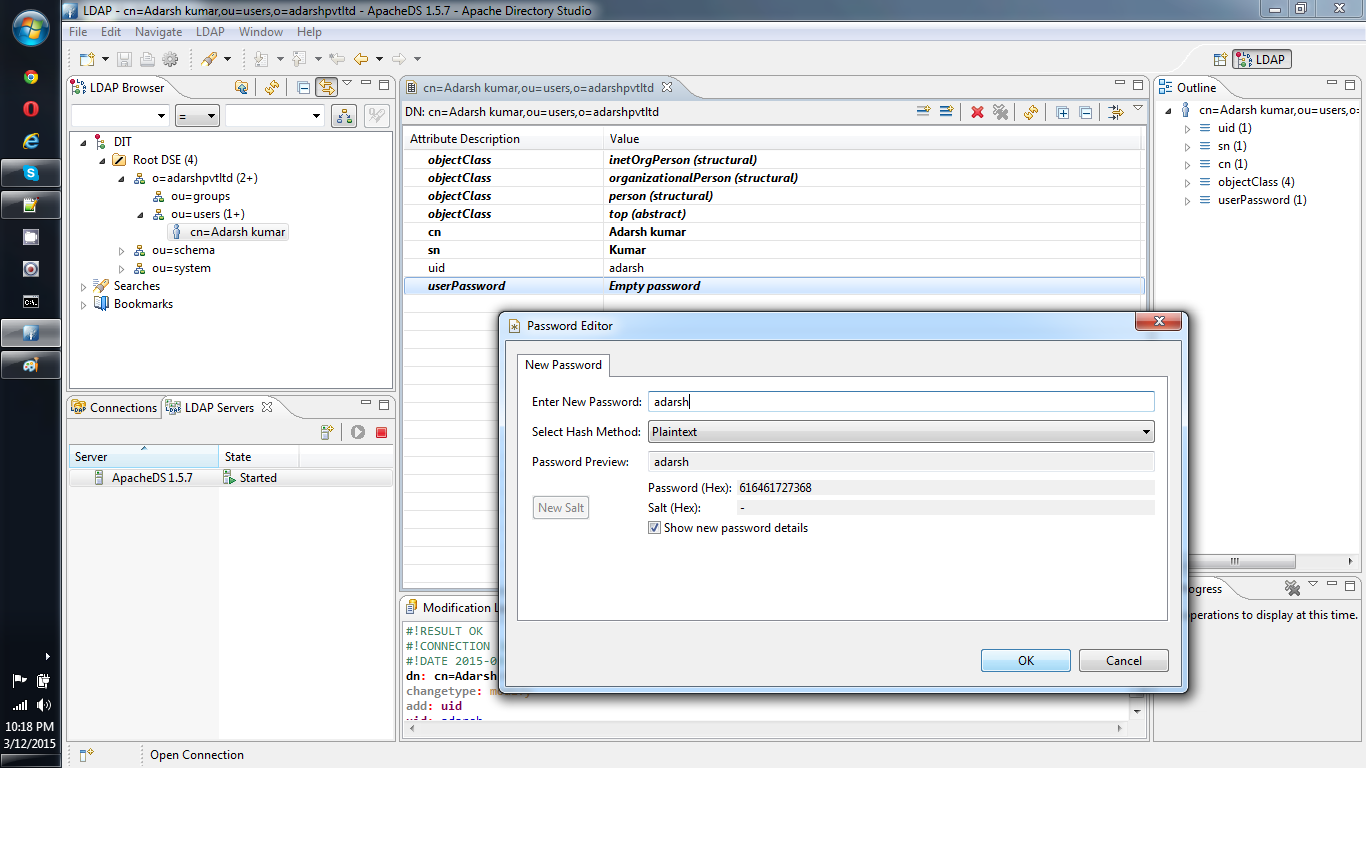 LDAP - cn=Adarsh kumar,ou=users,o=adarshpvtltd - ApacheDS 1.5.7 - Apache Directory Studio
File Edit Navigate LDAP Window Help
LDAP
LDAP Browser
=
DIT
Root DSE (4)
o=adarshpvtltd (2+)
ou=groups
ou=users (1+)
cn=Adarsh kumar
ou=schema
ou=system
Searches
Bookmarks
cn=Adarsh kumar,ou=users,o=adarshpvtltd
DN: cn=Adarsh kumar,ou=users,o=adarshpvtltd
Attribute Description Value
objectClass inetOrgPerson (structural)
objectClass organizationalPerson (structural)
objectClass person (structural)
objectClass top (abstract)
cn Adarsh kumar
sn Kumar
uid adarsh
userPassword Empty password
Outline
cn=Adarsh kumar,ou=users,o=
uid (1)
sn (1)
cn (1)
objectClass (4)
userPassword (1)
Password Editor
New Password
Enter New Password: adarsh
Select Hash Method: Plaintext
Password Preview: adarsh
Password (Hex): 616461727368
New Salt Salt (Hex): -
Show new password details
OK Cancel
Connections LDAP Servers
Server State
ApacheDS 1.5.7 Started
Modification L
#!RESULT OK
#!CONNECTION
#!DATE 2015-0
dn: cn=Adarsh
changetype: modify
add: uid
uid: adarsh
ogress
perations to display at this time.
10:18 PM
3/12/2015
Open Connection